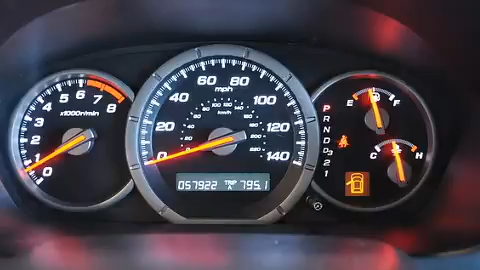 x1000r/min
0 1 2 3 4 5 6 7 8
0 20 40 60 80 100 120 140
mph
km/h
057922 TRIP A 795.1
E F
P
R
N
D
D3
2
1
C H